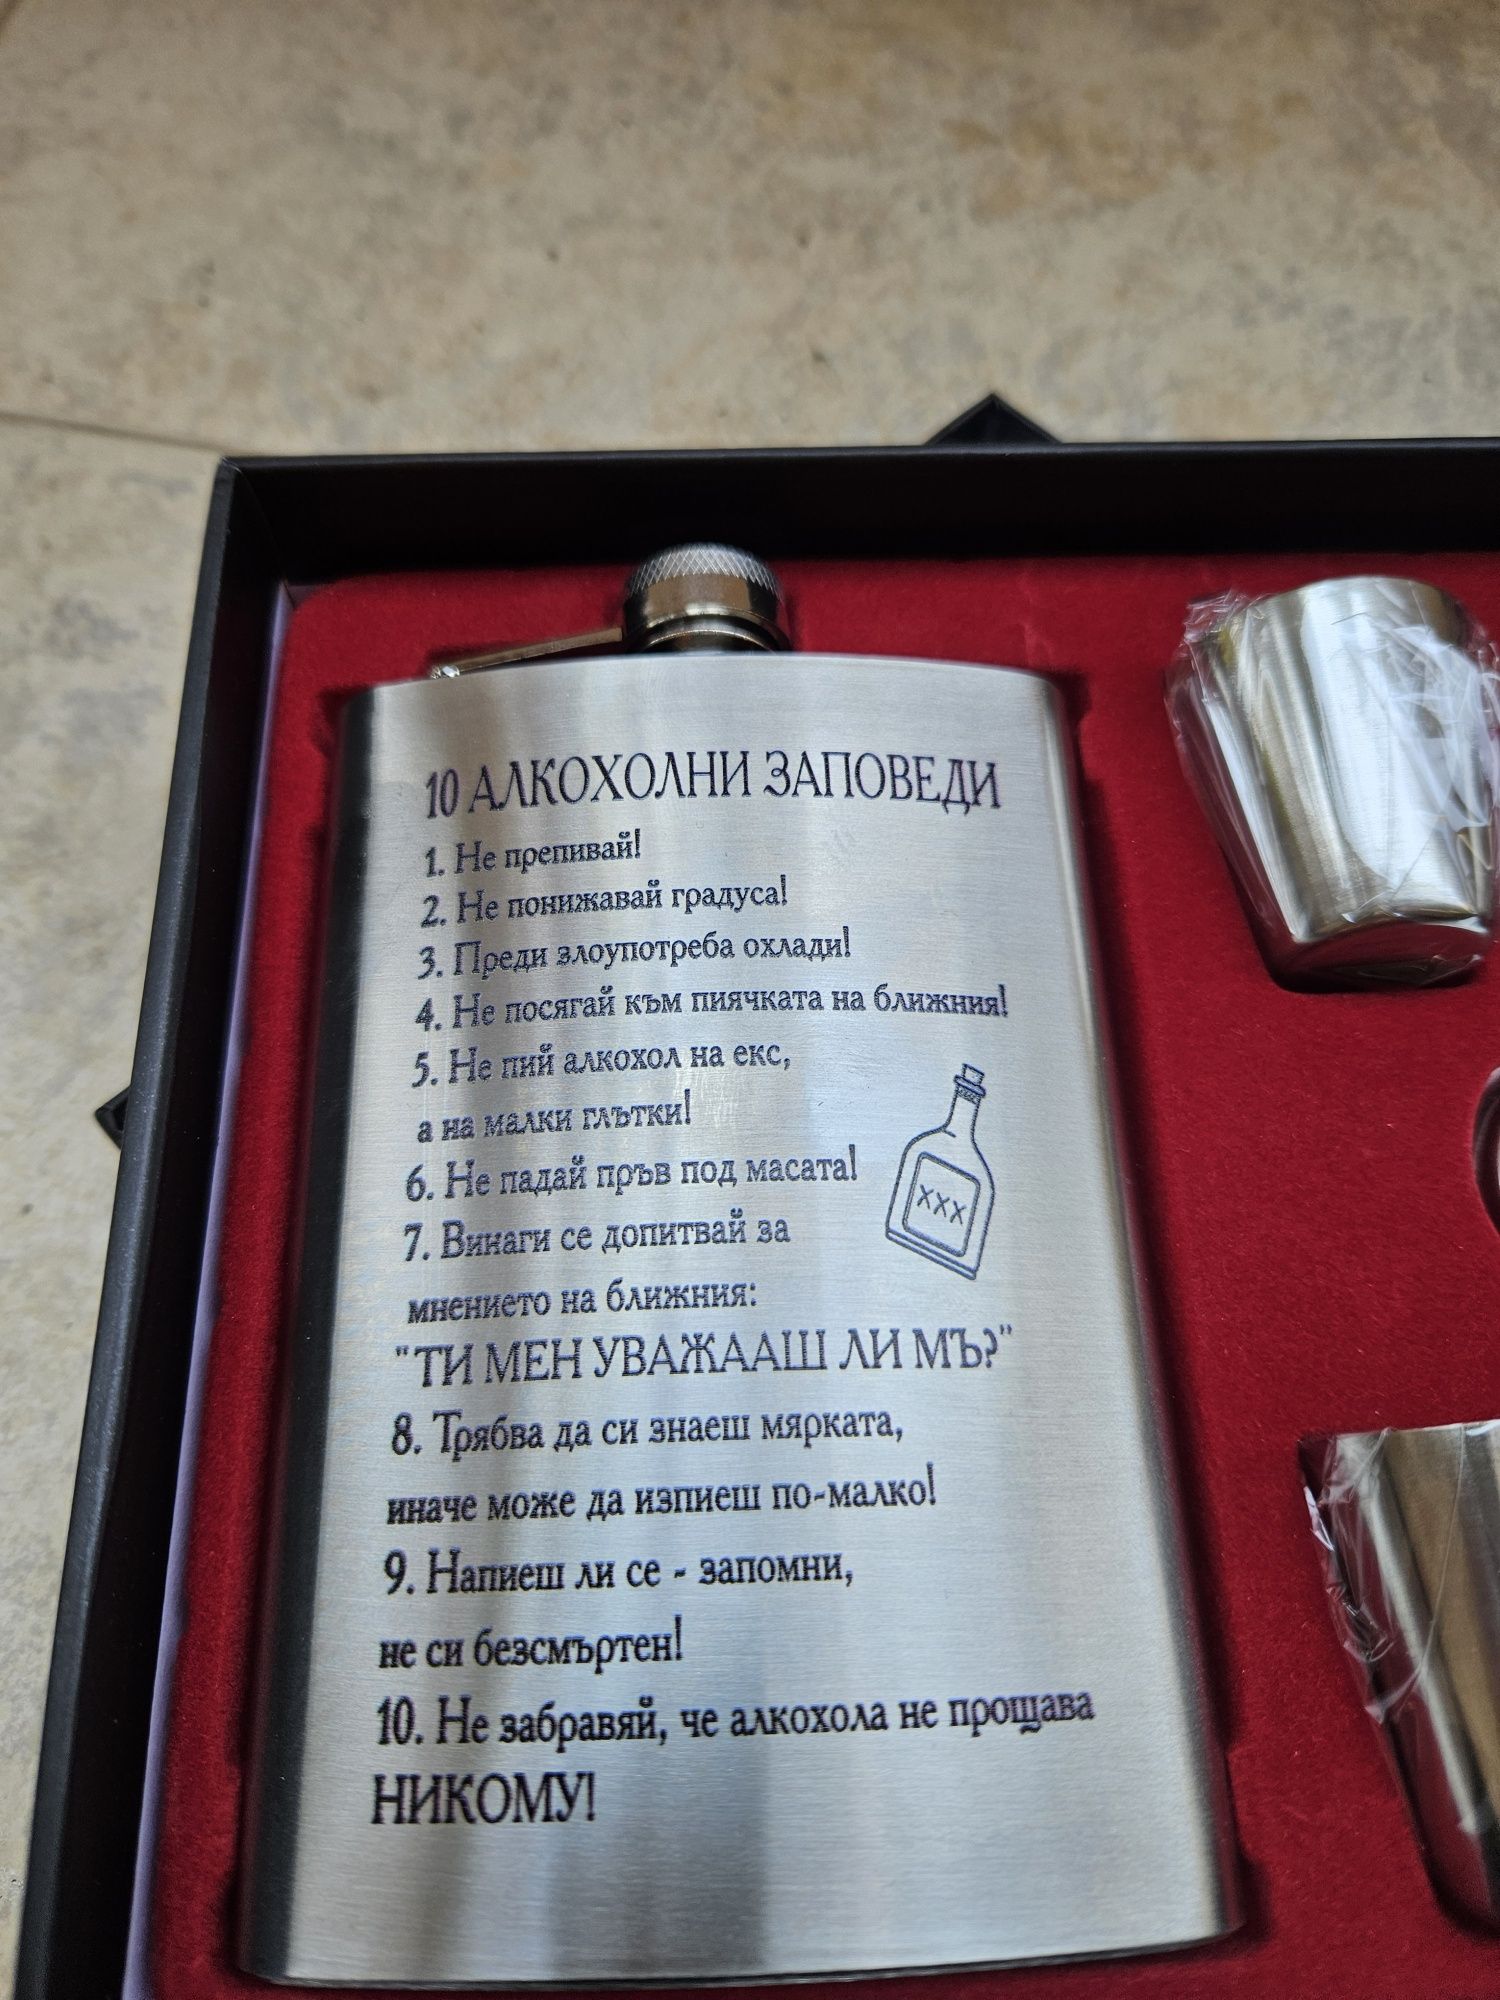 10 АЛКОХОЛНИ ЗАПОВЕДИ
1. Не препивай!
2. Не понижавай градуса!
3. Преди злоупотреба охлади!
4. Не посягай към пиячката на ближния!
5. Не пий алкохол на екс,
а на малки глътки!
6. Не падай пръв под масата!
7. Винаги се допитвай за
мнението на ближния:
"ТИ МЕН УВАЖААШ ЛИ МЪ?"
8. Трябва да си знаеш мярката,
иначе може да изпиеш по-малко!
9. Напиеш ли се - запомни,
не си безсмъртен!
10. Не забравяй, че алкохола не прощава
НИКОМУ!
XXX